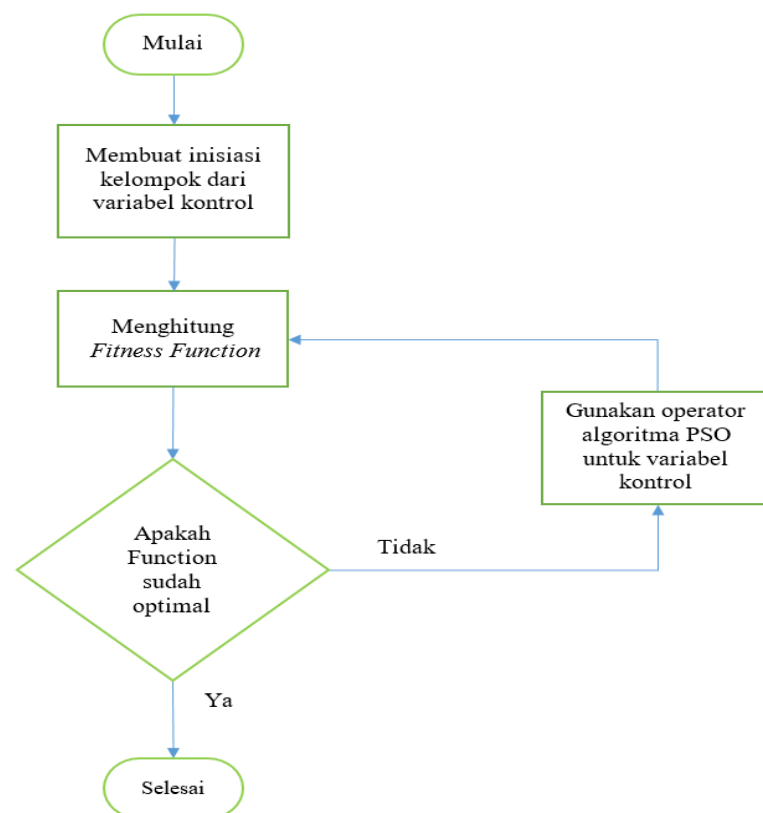 Mulai
Membuat inisiasi
kelompok dari
variabel kontrol
Menghitung
Fitness Function
Gunakan operator
algoritma PSO
untuk variabel
kontrol
Apakah
Function
sudah
optimal
Tidak
Ya
Selesai